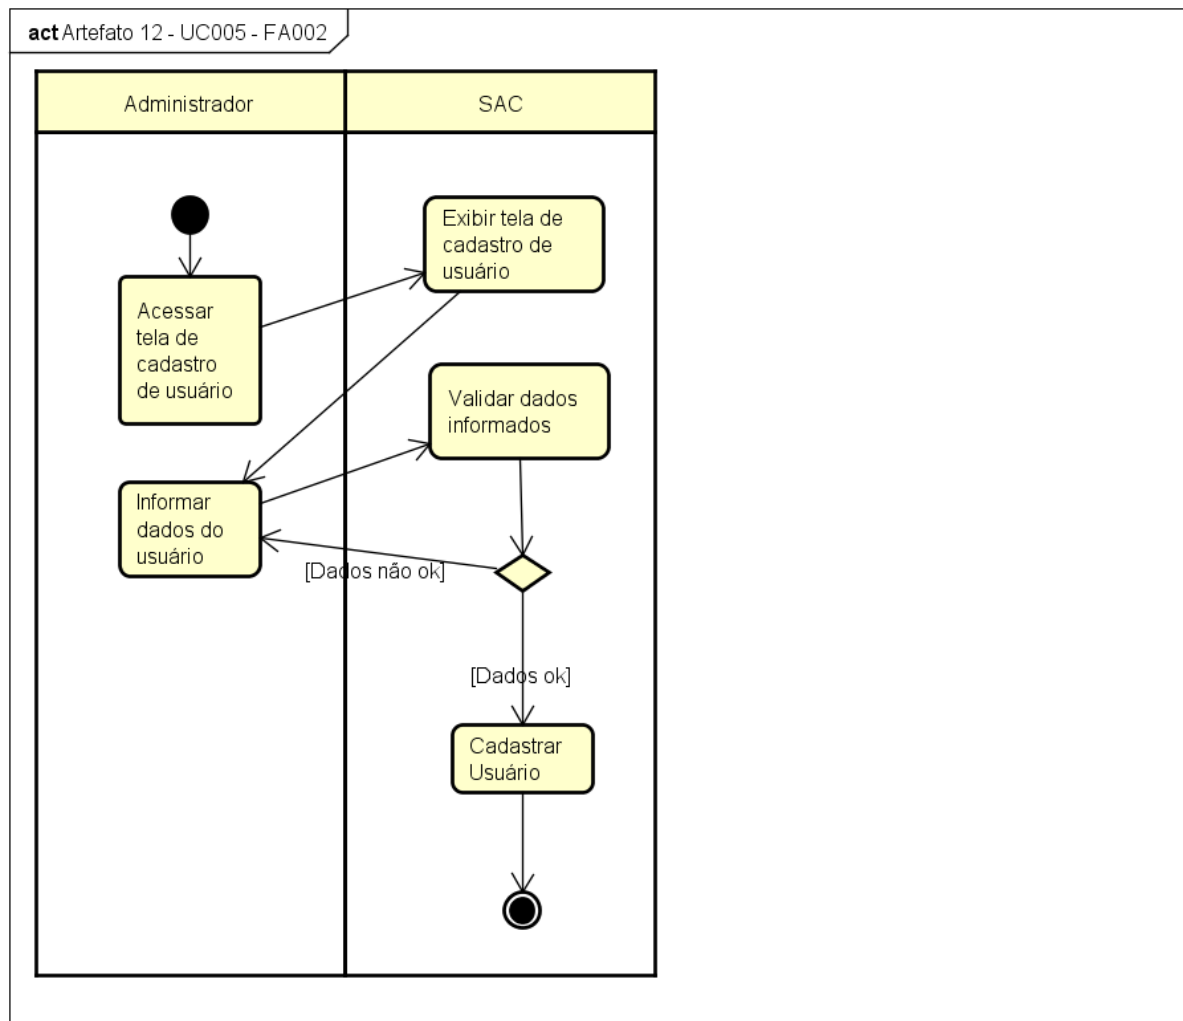 act Artefato 12 - UC005 - FA002
Administrador
SAC
Exibir tela de
cadastro de
usuário
Acessar
tela de
cadastro
de usuário
Validar dados
informados
Informar
dados do
usuário
[Dados não ok]
[Dados ok]
Cadastrar
Usuário